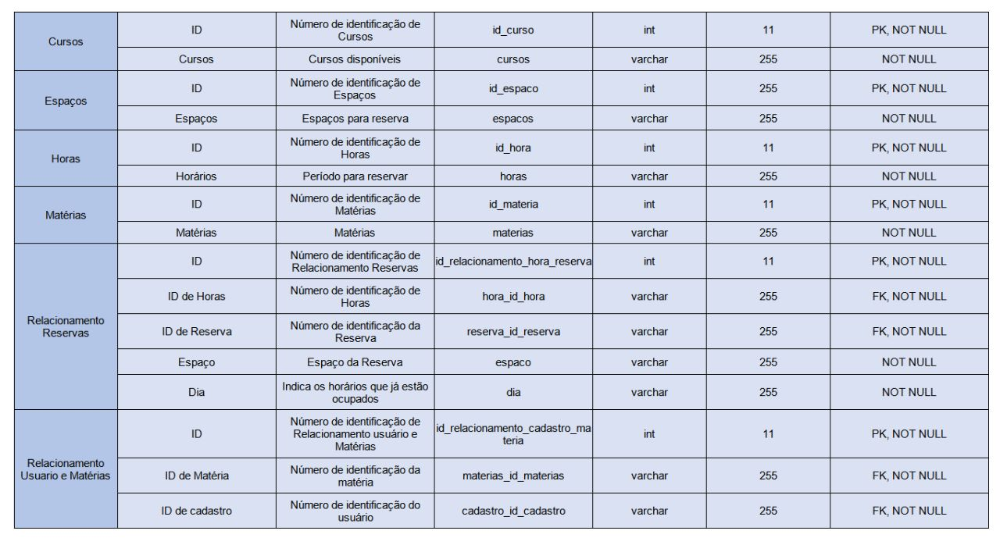 Cursos
ID
Número de identificação de
Cursos
id_curso
int
11
PK, NOT NULL
Cursos
Cursos disponíveis
cursos
varchar
255
NOT NULL
Espaços
ID
Número de identificação de
Espaços
id_espaco
int
255
PK, NOT NULL
Espaços
Espaços para reserva
espacos
varchar
255
NOT NULL
Horas
ID
Número de identificação de
Horas
id_hora
int
11
PK, NOT NULL
Horários
Período para reservar
horas
varchar
255
NOT NULL
Matérias
ID
Número de identificação de
Matérias
id_materia
int
11
PK, NOT NULL
Matérias
Matérias
materias
varchar
255
NOT NULL
Relacionamento
Reservas
ID
Número de identificação de
Relacionamento Reservas
id_relacionamento_hora_reserva
int
11
PK, NOT NULL
ID de Horas
Número de identificação de
Horas
hora_id_hora
varchar
255
FK, NOT NULL
ID de Reserva
Número de identificação da
Reserva
reserva_id_reserva
varchar
255
FK, NOT NULL
Espaço
Espaço da Reserva
espaco
varchar
255
NOT NULL
Dia
Indica os horários que já estão
ocupados
dia
varchar
255
NOT NULL
Relacionamento
Usuario e Matérias
ID
Número de identificação de
Relacionamento usuário e
Matérias
id_relacionamento_cadastro_ma
teria
int
11
PK, NOT NULL
ID de Matéria
Número de identificação da
matéria
materias_id_materias
varchar
255
FK, NOT NULL
ID de cadastro
Número de identificação do
usuário
cadastro_id_cadastro
varchar
255
FK, NOT NULL